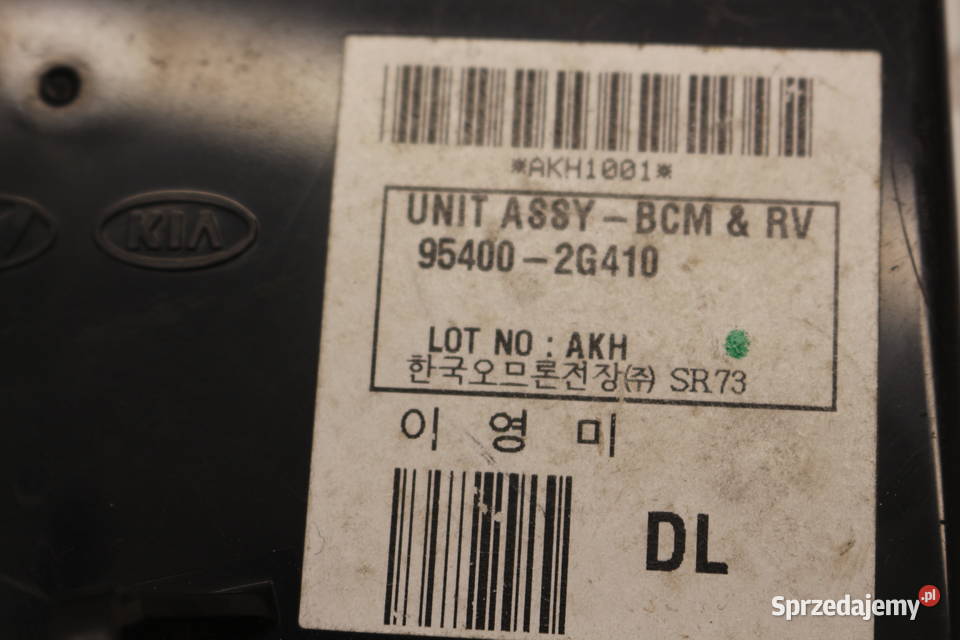 *AKH1001*
UNIT ASSY-BCM & RV
95400-2G410
LOT NO : AKH
한국오므론전장㈜ SR73
이 영 미
DL
KIA
Sprzedajemy.pl